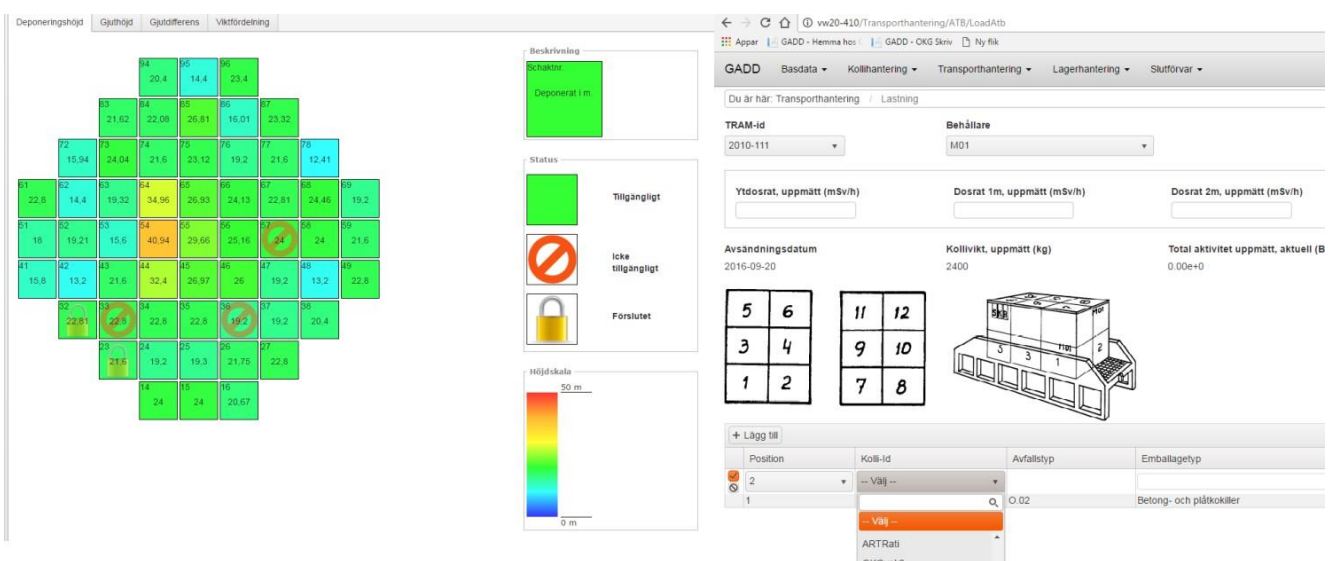 Deponeringshöjd Gjuthöjd Gjutdifferens Viktfördelning
94 95 96
20,4 14,4 23,4
83 84 85 86 87
21,62 22,08 26,81 16,01 23,32
72 73 74 75 76 77 78
15,94 24,04 21,6 23,12 19,2 21,6 12,41
61 62 63 64 65 66 67 68 69
22,8 14,4 19,32 34,96 26,93 24,13 22,81 24,46 19,2
51 52 53 54 55 56 57 58 59
18 19,21 15,6 40,94 29,66 25,16 24 24 21,6
41 42 43 44 45 46 47 48 49
15,8 13,2 21,6 32,4 26,97 26 19,2 13,2 22,8
32 33 34 35 36 37 38
22,81 22,8 22,8 22,8 19,2 19,2 20,4
23 24 25 26 27
21,6 19,2 19,3 21,75 22,8
14 15 16
24 24 20,67
Beskrivning
Schaktnr.
Deponerat i m.
Status
Tillgängligt
Icke
tillgängligt
Förslutet
Höjdskala
50 m
0 m
vw20-410/Transporthantering/ATB/LoadAtb
Appar GADD - Hemma hos GADD - OKG Skriv Ny flik
GADD Basdata Kollihantering Transporthantering Lagerhantering Slutförvar
Du är här: Transporthantering / Lastning
TRAM-id Behållare
2010-111 M01
Ytdosrat, uppmätt (mSv/h) Dosrat 1m, uppmätt (mSv/h) Dosrat 2m, uppmätt (mSv/h)
Avsändningsdatum Kollivikt, uppmätt (kg) Total aktivitet uppmätt, aktuell (B
2016-09-20 2400 0.00e+0
5 6 11 12
3 4 9 10
1 2 7 8
SKB M01
M01
5 3 1 2
+ Lägg till
Position Kolli-Id Avfallstyp Emballagetyp
2 -- Välj --
1 O.02 Betong- och plåtkokiller
-- Välj --
ARTRati